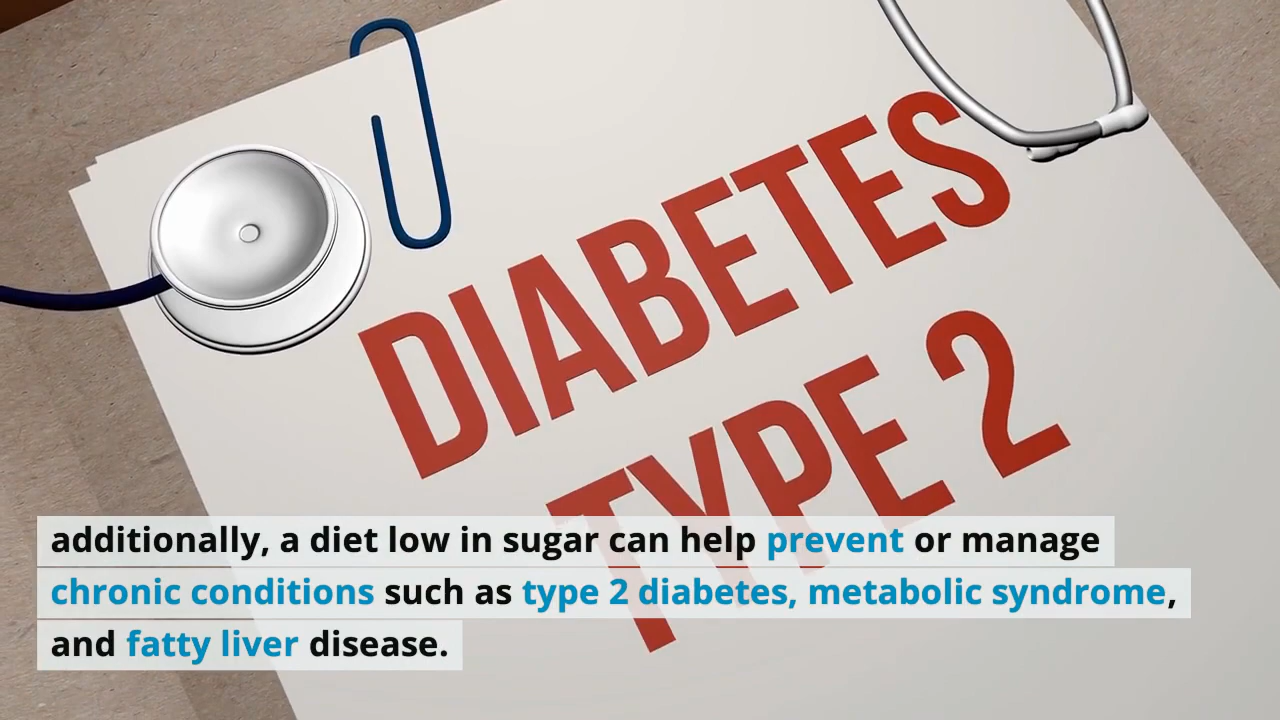 DIABETES
TYPE 2
additionally, a diet low in sugar can help prevent or manage
chronic conditions such as type 2 diabetes, metabolic syndrome,
and fatty liver disease.